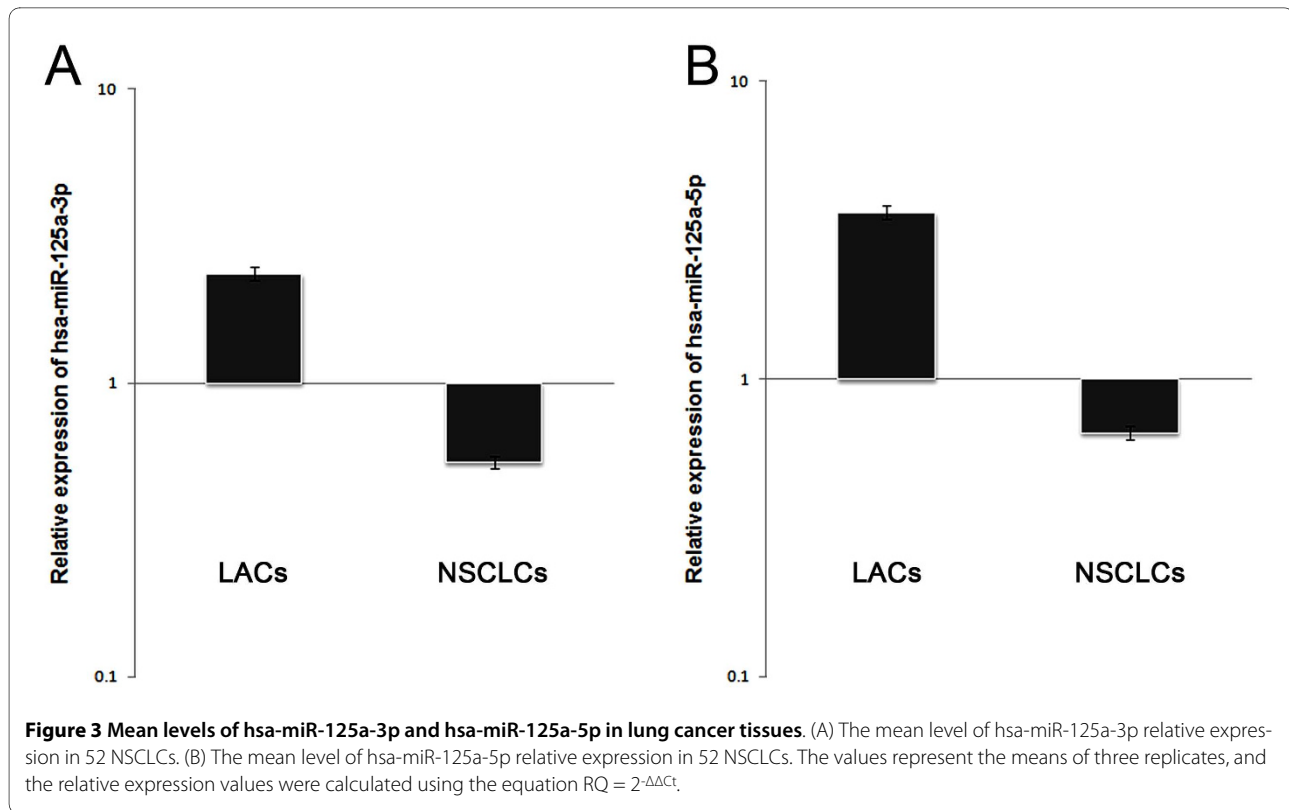 A
10
Relative expression of hsa-miR-125a-3p
1
LACs
NSCLCs
0.1
B
10
Relative expression of hsa-miR-125a-5p
1
LACs
NSCLCs
0.1
Figure 3 Mean levels of hsa-miR-125a-3p and hsa-miR-125a-5p in lung cancer tissues. (A) The mean level of hsa-miR-125a-3p relative expres-
sion in 52 NSCLCs. (B) The mean level of hsa-miR-125a-5p relative expression in 52 NSCLCs. The values represent the means of three replicates, and
the relative expression values were calculated using the equation RQ = 2-ΔΔCt.